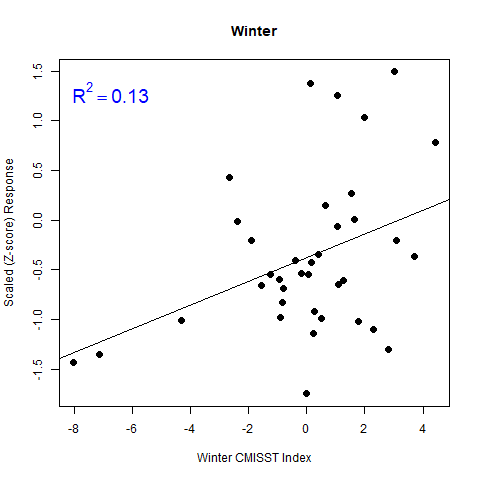 Winter
R² = 0.13
1.5
1.0
0.5
0.0
-0.5
-1.0
-1.5
Scaled (Z-score) Response
-8 -6 -4 -2 0 2 4
Winter CMISST Index